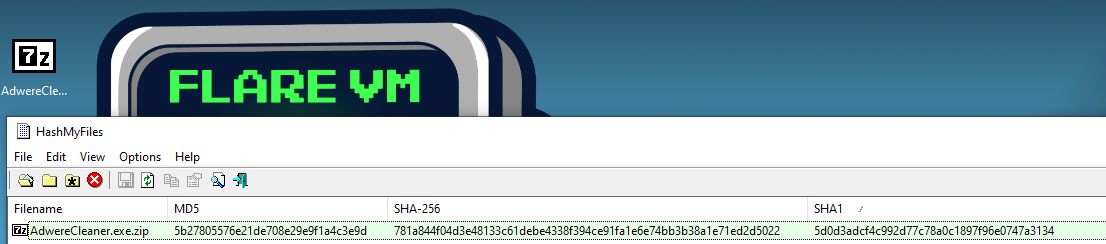 FLARE VM
7z
AdwereCle...
HashMyFiles
File Edit View Options Help
Filename MD5 SHA-256 SHA1
7z AdwereCleaner.exe.zip 5b27805576e21de708e29e9f1a4c3e9d 781a844f04d3e48133c61debe4338f394ce91fa1e6e74bb3b38a1e71ed2d5022 5d0d3adcf4c992d77c78a0c1897f96e0747a3134